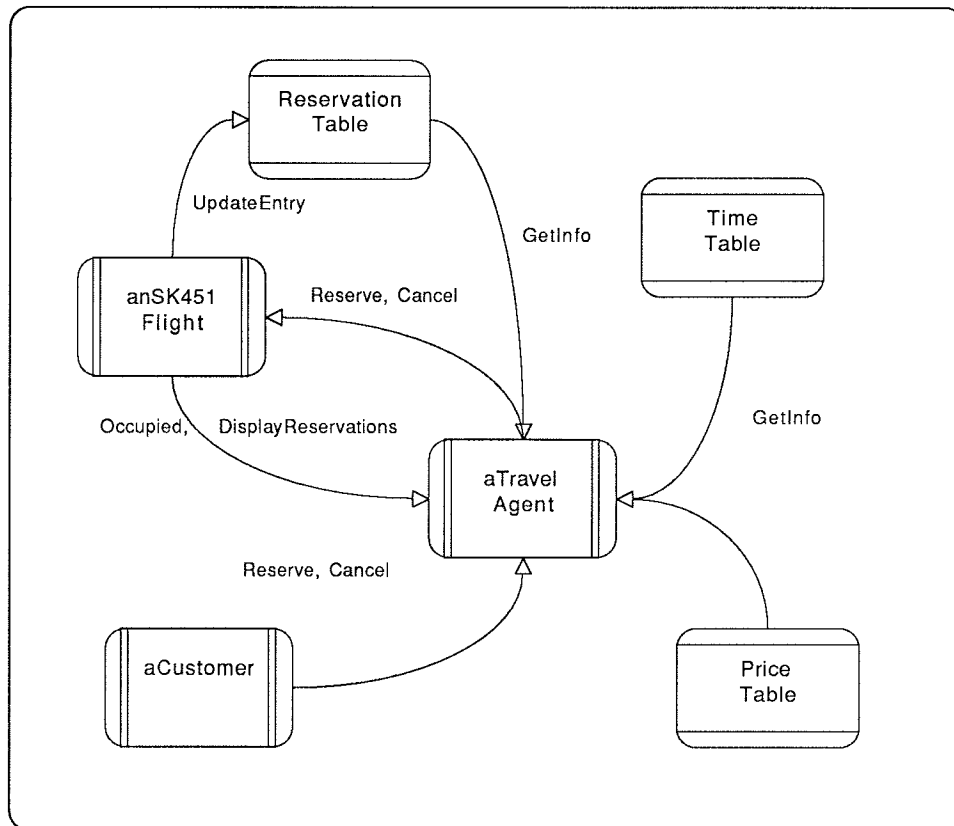 Reservation
Table
UpdateEntry
Time
Table
GetInfo
anSK451
Flight
Reserve, Cancel
Occupied, DisplayReservations
GetInfo
aTravel
Agent
Reserve, Cancel
aCustomer
Price
Table